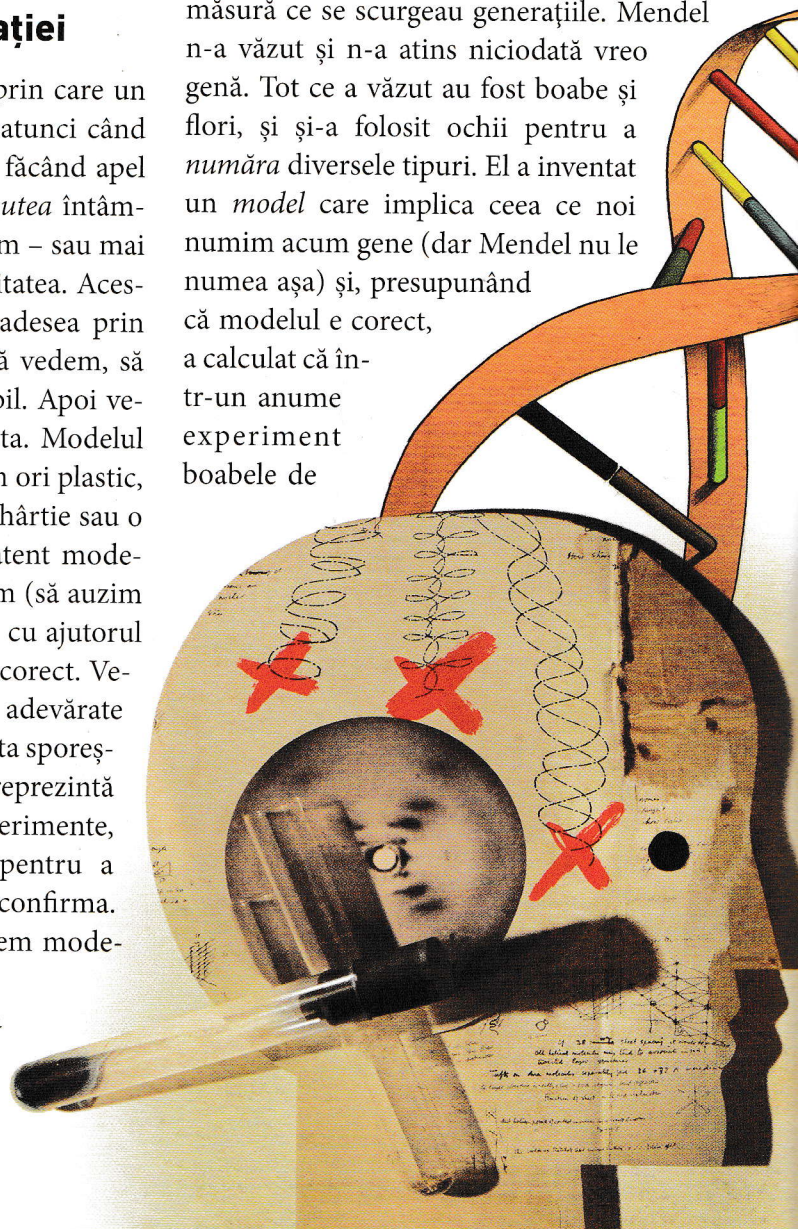 ației
prin care un
atunci când
făcând apel
utea întâm-
m – sau mai
itatea. Aces-
adesea prin
ă vedem, să
bil. Apoi ve-
ta. Modelul
n ori plastic,
hârtie sau o
atent mode-
m (să auzim
cu ajutorul
corect. Ve-
adevărate
ta sporeș-
reprezintă
erimente,
pentru a
confirma.
em mode-
măsură ce se scurgeau generațiile. Mendel
n-a văzut și n-a atins niciodată vreo
genă. Tot ce a văzut au fost boabe și
flori, și și-a folosit ochii pentru a
număra diversele tipuri. El a inventat
un model care implica ceea ce noi
numim acum gene (dar Mendel nu le
numea așa) și, presupunând
că modelul e corect,
a calculat că în-
tr-un anume
experiment
boabele de